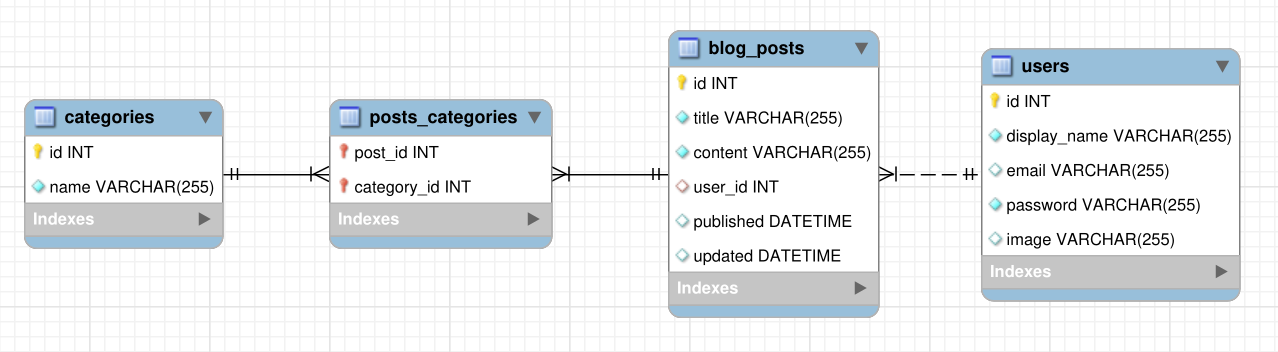 categories
id INT
name VARCHAR(255)
Indexes
posts_categories
post_id INT
category_id INT
Indexes
blog_posts
id INT
title VARCHAR(255)
content VARCHAR(255)
user_id INT
published DATETIME
updated DATETIME
Indexes
users
id INT
display_name VARCHAR(255)
email VARCHAR(255)
password VARCHAR(255)
image VARCHAR(255)
Indexes